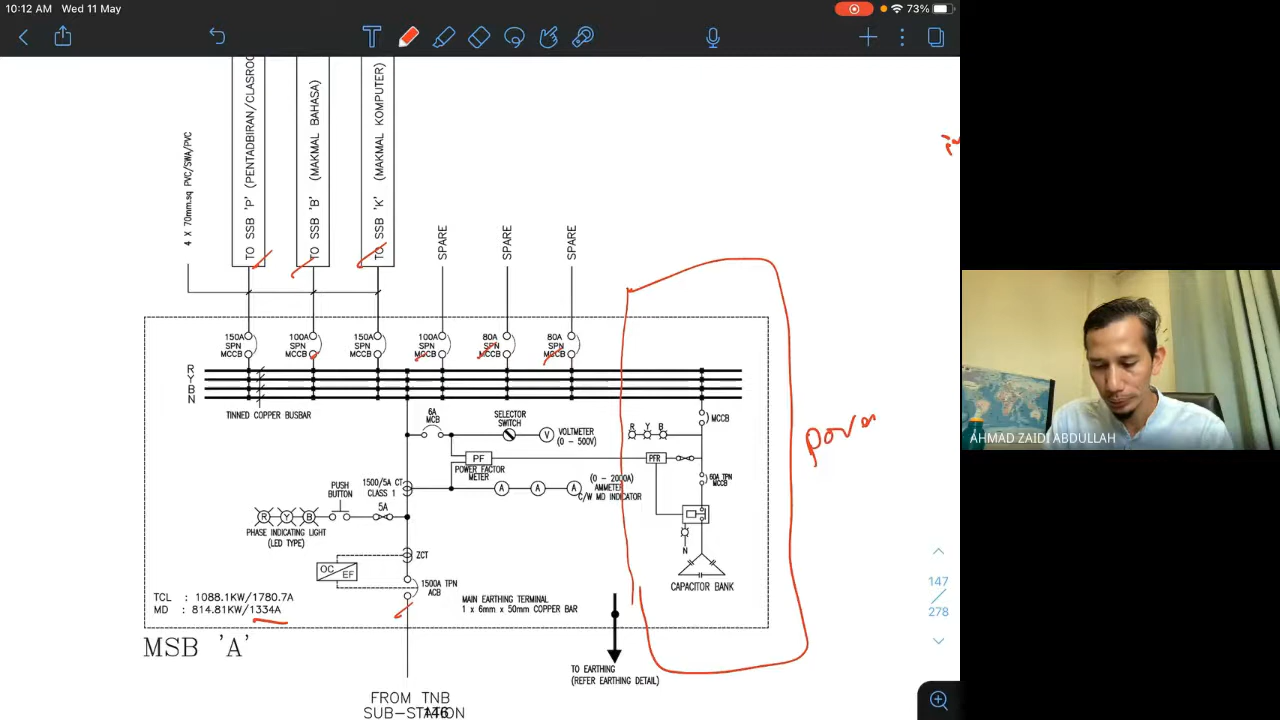 10:12 AM Wed 11 May
73%
4 X 70mm.sq PVC/SWA/PVC
TO SSB 'P' (PENTADBIRAN/CLASROO
TO SSB 'B' (MAKMAL BAHASA)
TO SSB 'K' (MAKMAL KOMPUTER)
SPARE
SPARE
SPARE
150A
SPN
MCCB
100A
SPN
MCCB
150A
SPN
MCCB
100A
SPN
MCCB
80A
SPN
MCCB
80A
SPN
MCCB
R
Y
B
N
TINNED COPPER BUSBAR
6A
MCB
SELECTOR
SWITCH
V
VOLTMETER
(0 - 500V)
R Y B
MCCB
PF
POWER FACTOR
METER
PFR
60A TPN
MCCB
1500/5A CT
CLASS 1
A A A
(0 - 2000A)
AMMETER
C/W MD INDICATOR
PUSH
BUTTON
5A
R Y B
PHASE INDICATING LIGHT
(LED TYPE)
N
ZCT
OC
EF
1500A TPN
ACB
CAPACITOR BANK
TCL : 1088.1KW/1780.7A
MD : 814.81KW/1334A
MAIN EARTHING TERMINAL
1 x 6mm x 50mm COPPER BAR
MSB 'A'
TO EARTHING
(REFER EARTHING DETAIL)
FROM TNB
SUB-STATION
146
147
278
AHMAD ZAIDI ABDULLAH